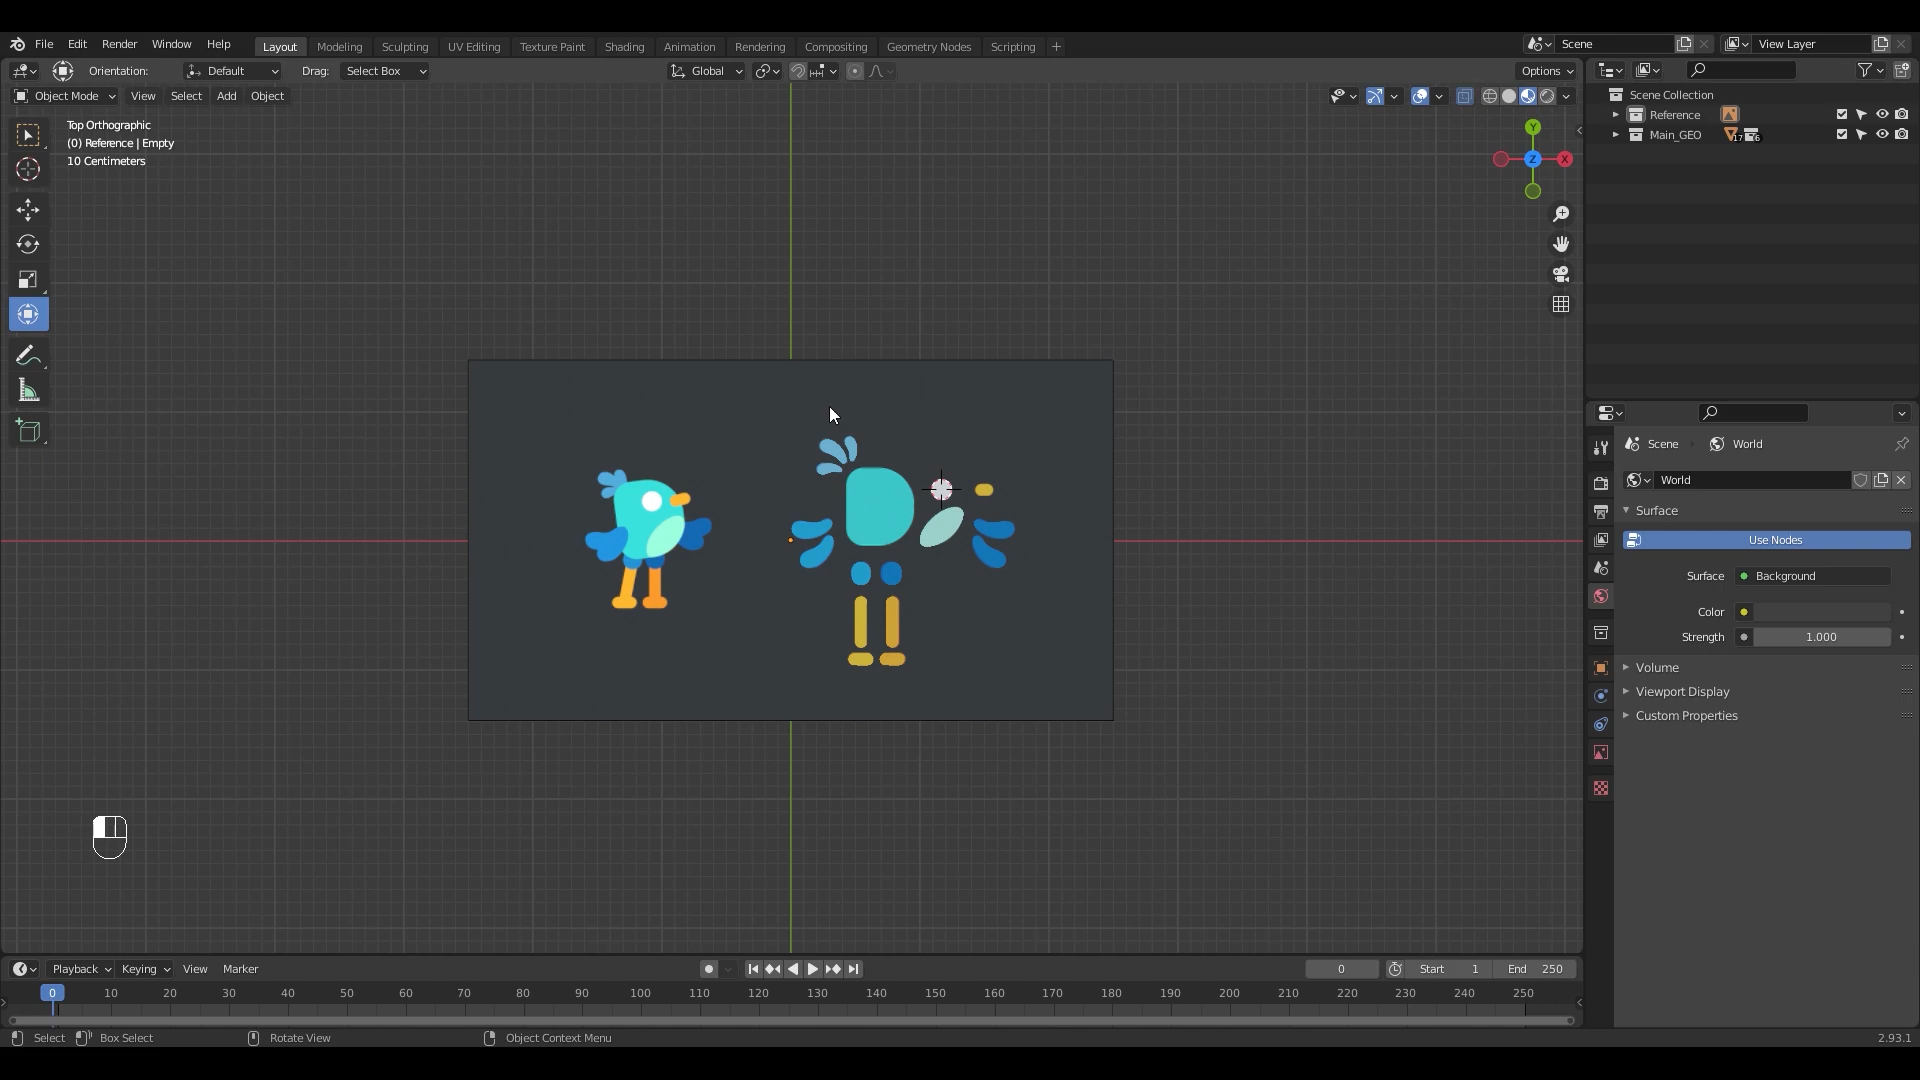 File Edit Render Window Help Layout Modeling Sculpting UV Editing Texture Paint Shading Animation Rendering Compositing Geometry Nodes Scripting + Scene View Layer
Orientation: Default Drag: Select Box Global Options
Object Mode View Select Add Object
Top Orthographic
(0) Reference | Empty
10 Centimeters
Y
X
Z
Scene Collection
Reference
Main_GEO 17 6
Scene World
World
Surface
Use Nodes
Surface Background
Color
Strength 1.000
Volume
Viewport Display
Custom Properties
Playback Keying View Marker 0 Start 1 End 250
0 10 20 30 40 50 60 70 80 90 100 110 120 130 140 150 160 170 180 190 200 210 220 230 240 250
Select Box Select Rotate View Object Context Menu 2.93.1